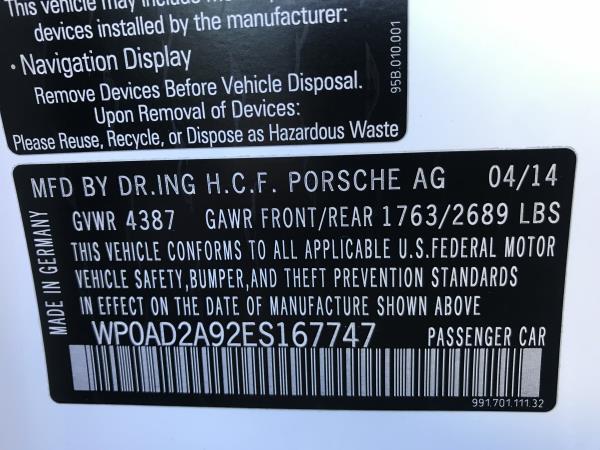 This vehicle may include
devices installed by the manufacturer:
· Navigation Display
Remove Devices Before Vehicle Disposal.
Upon Removal of Devices:
Please Reuse, Recycle, or Dispose as Hazardous Waste
95B.010.001
MFD BY DR.ING H.C.F. PORSCHE AG 04/14
GVWR 4387 GAWR FRONT/REAR 1763/2689 LBS
THIS VEHICLE CONFORMS TO ALL APPLICABLE U.S.FEDERAL MOTOR
VEHICLE SAFETY,BUMPER,AND THEFT PREVENTION STANDARDS
IN EFFECT ON THE DATE OF MANUFACTURE SHOWN ABOVE
WP0AD2A92ES167747 PASSENGER CAR
991.701.111.32
MADE IN GERMANY